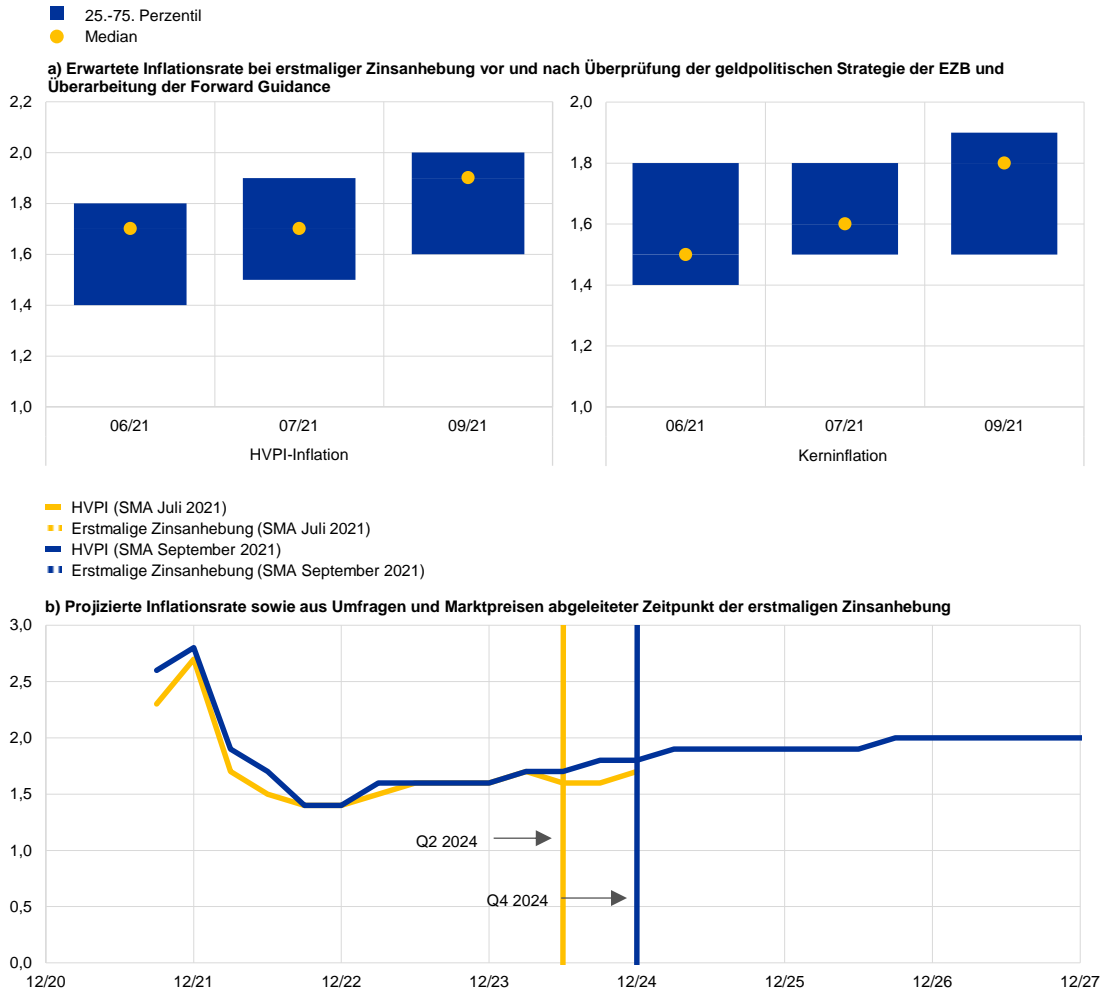 25.-75. Perzentil
Median
a) Erwartete Inflationsrate bei erstmaliger Zinsanhebung vor und nach Überprüfung der geldpolitischen Strategie der EZB und
Überarbeitung der Forward Guidance
2,2
2,0
1,8
1,6
1,4
1,2
1,0
06/21 07/21 09/21
HVPI-Inflation
2,0
1,8
1,6
1,4
1,2
1,0
06/21 07/21 09/21
Kerninflation
HVPI (SMA Juli 2021)
Erstmalige Zinsanhebung (SMA Juli 2021)
HVPI (SMA September 2021)
Erstmalige Zinsanhebung (SMA September 2021)
b) Projizierte Inflationsrate sowie aus Umfragen und Marktpreisen abgeleiteter Zeitpunkt der erstmaligen Zinsanhebung
3,0
2,5
2,0
1,5
1,0
0,5
0,0
Q2 2024
Q4 2024
12/20 12/21 12/22 12/23 12/24 12/25 12/26 12/27